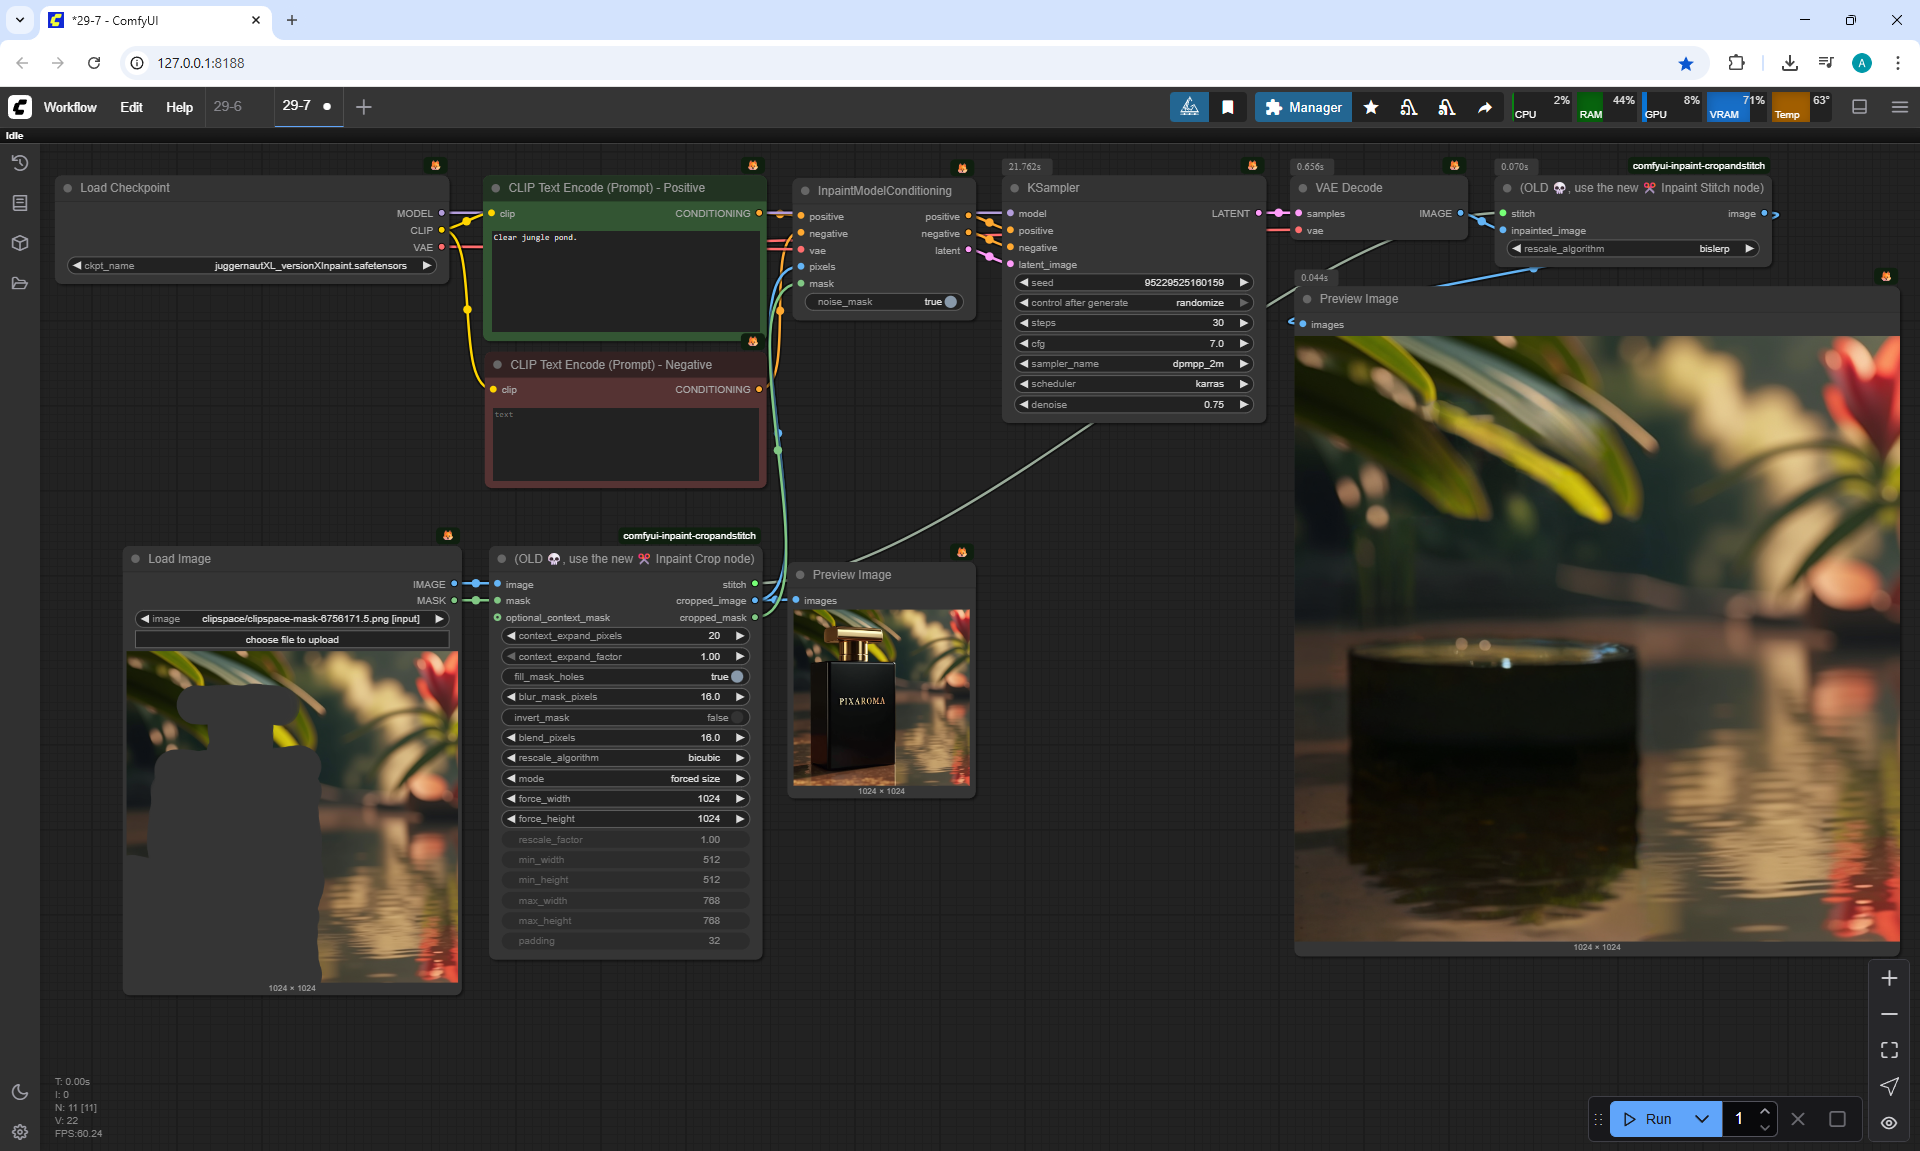 *29-7 - ComfyUI
127.0.0.1:8188
A
Workflow
Edit
Help
29-6
29-7
Manager
2%
CPU
44%
RAM
8%
GPU
71%
VRAM
63°
Temp
Idle
Load Checkpoint
MODEL
CLIP
VAE
ckpt_name
juggernautXL_versionXInpaint.safetensors
CLIP Text Encode (Prompt) - Positive
clip
CONDITIONING
Clear jungle pond.
CLIP Text Encode (Prompt) - Negative
clip
CONDITIONING
text
InpaintModelConditioning
positive
positive
negative
negative
vae
latent
pixels
mask
noise_mask
true
21.762s
KSampler
model
LATENT
positive
negative
latent_image
seed
95229525160159
control after generate
randomize
steps
30
cfg
7.0
sampler_name
dpmpp_2m
scheduler
karras
denoise
0.75
0.656s
VAE Decode
samples
IMAGE
vae
0.070s
comfyui-inpaint-cropandstitch
(OLD 💀, use the new ✂️ Inpaint Stitch node)
stitch
image
inpainted_image
rescale_algorithm
bislerp
0.044s
Preview Image
images
1024 × 1024
Load Image
IMAGE
MASK
image
clipspace/clipspace-mask-6756171.5.png [input]
choose file to upload
1024 × 1024
comfyui-inpaint-cropandstitch
(OLD 💀, use the new ✂️ Inpaint Crop node)
image
stitch
mask
cropped_image
optional_context_mask
cropped_mask
context_expand_pixels
20
context_expand_factor
1.00
fill_mask_holes
true
blur_mask_pixels
16.0
invert_mask
false
blend_pixels
16.0
rescale_algorithm
bicubic
mode
forced size
force_width
1024
force_height
1024
rescale_factor
1.00
min_width
512
min_height
512
max_width
768
max_height
768
padding
32
Preview Image
images
PIXAROMA
1024 × 1024
T: 0.00s
I: 0
N: 11 [11]
V: 22
FPS:60.24
Run
1